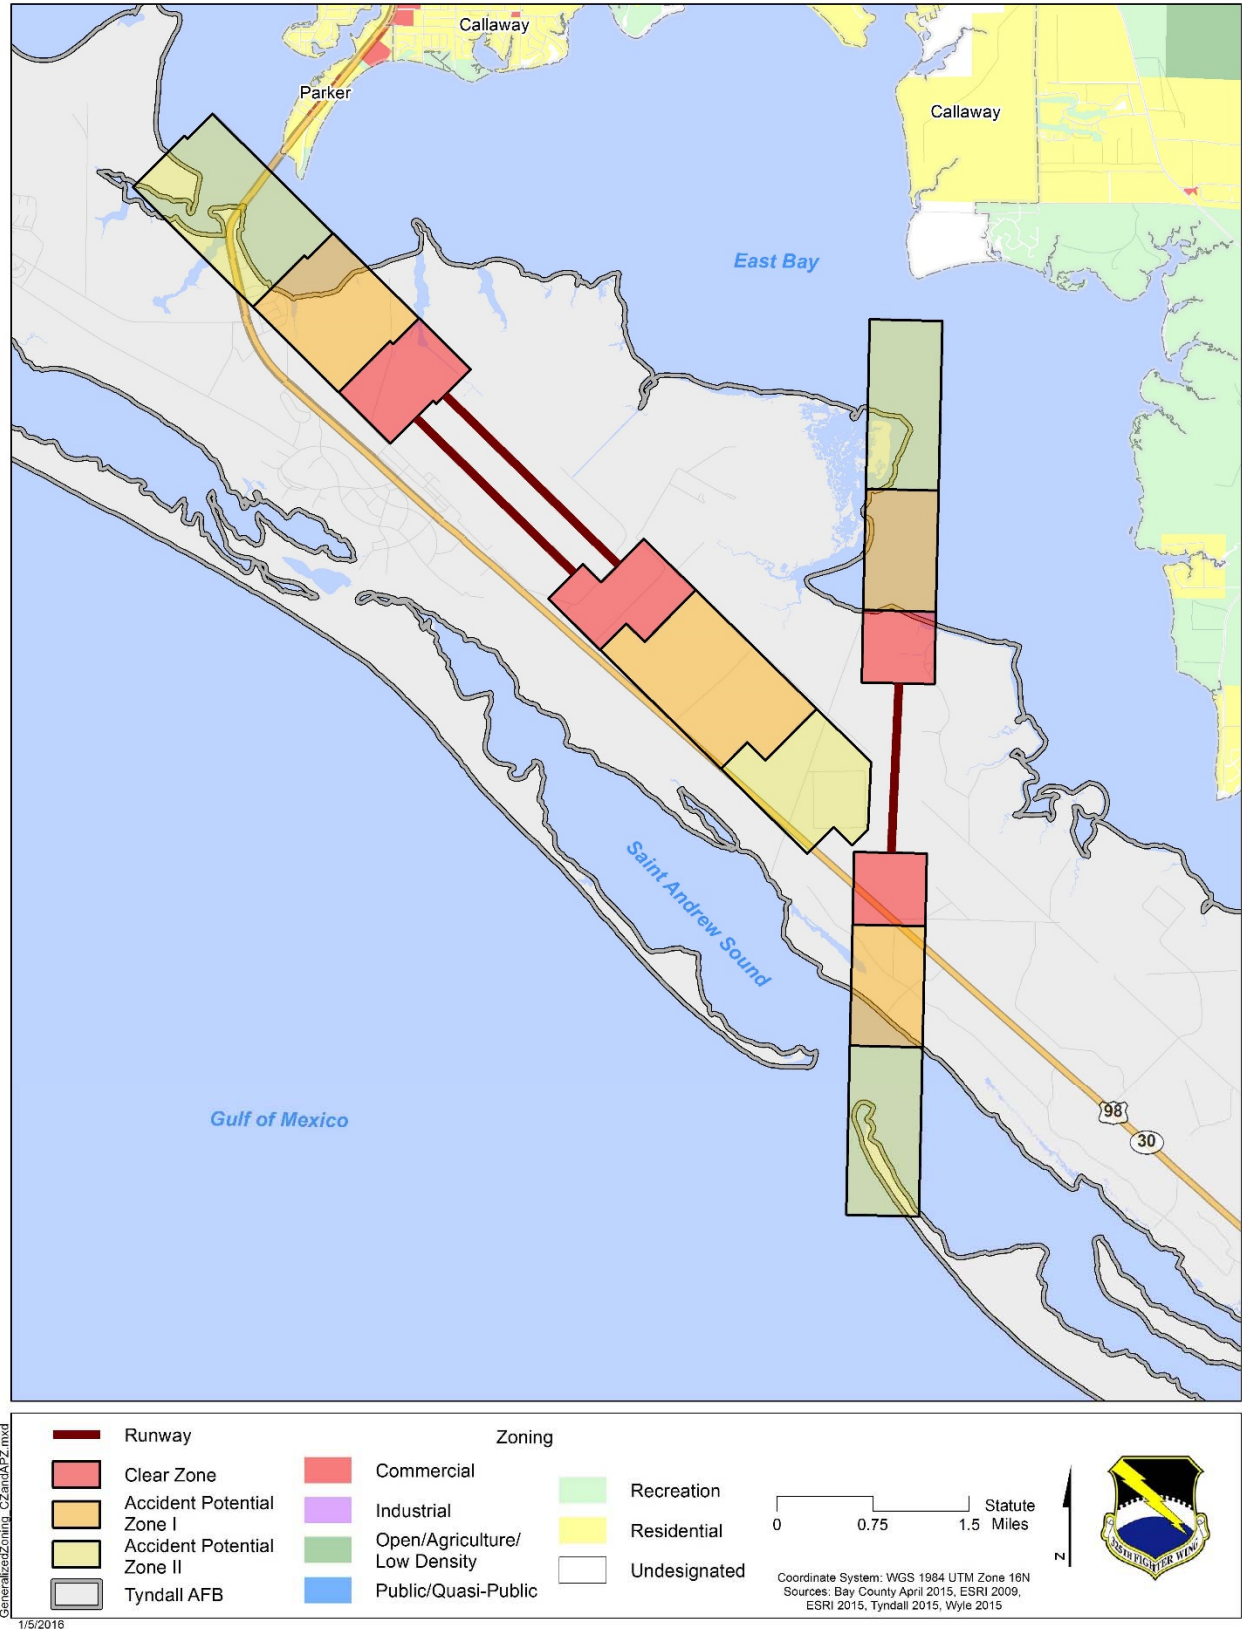 Callaway
Parker
Callaway
East Bay
Saint Andrew Sound
Gulf of Mexico
98
30
Runway
Clear Zone
Accident Potential
Zone I
Accident Potential
Zone II
Tyndall AFB
Zoning
Commercial
Industrial
Open/Agriculture/
Low Density
Public/Quasi-Public
Recreation
Residential
Undesignated
0 0.75 1.5
Statute
Miles
Coordinate System: WGS 1984 UTM Zone 16N
Sources: Bay County April 2015, ESRI 2009,
ESRI 2015, Tyndall 2015, Wyle 2015
Z
325TH FIGHTER WING
GeneralizedZoning_CZandAPZ.mxd
1/5/2016